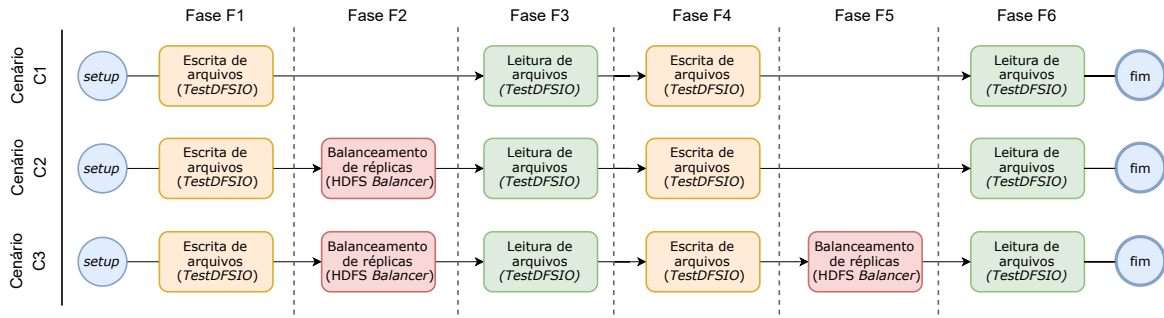 Fase F1
Fase F2
Fase F3
Fase F4
Fase F5
Fase F6
Cenário
C1
setup
Escrita de
arquivos
(TestDFSIO)
Leitura de
arquivos
(TestDFSIO)
Escrita de
arquivos
(TestDFSIO)
Leitura de
arquivos
(TestDFSIO)
fim
Cenário
C2
setup
Escrita de
arquivos
(TestDFSIO)
Balanceamento
de réplicas
(HDFS Balancer)
Leitura de
arquivos
(TestDFSIO)
Escrita de
arquivos
(TestDFSIO)
Leitura de
arquivos
(TestDFSIO)
fim
Cenário
C3
setup
Escrita de
arquivos
(TestDFSIO)
Balanceamento
de réplicas
(HDFS Balancer)
Leitura de
arquivos
(TestDFSIO)
Escrita de
arquivos
(TestDFSIO)
Balanceamento
de réplicas
(HDFS Balancer)
Leitura de
arquivos
(TestDFSIO)
fim